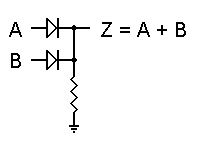 A Z = A + B
B